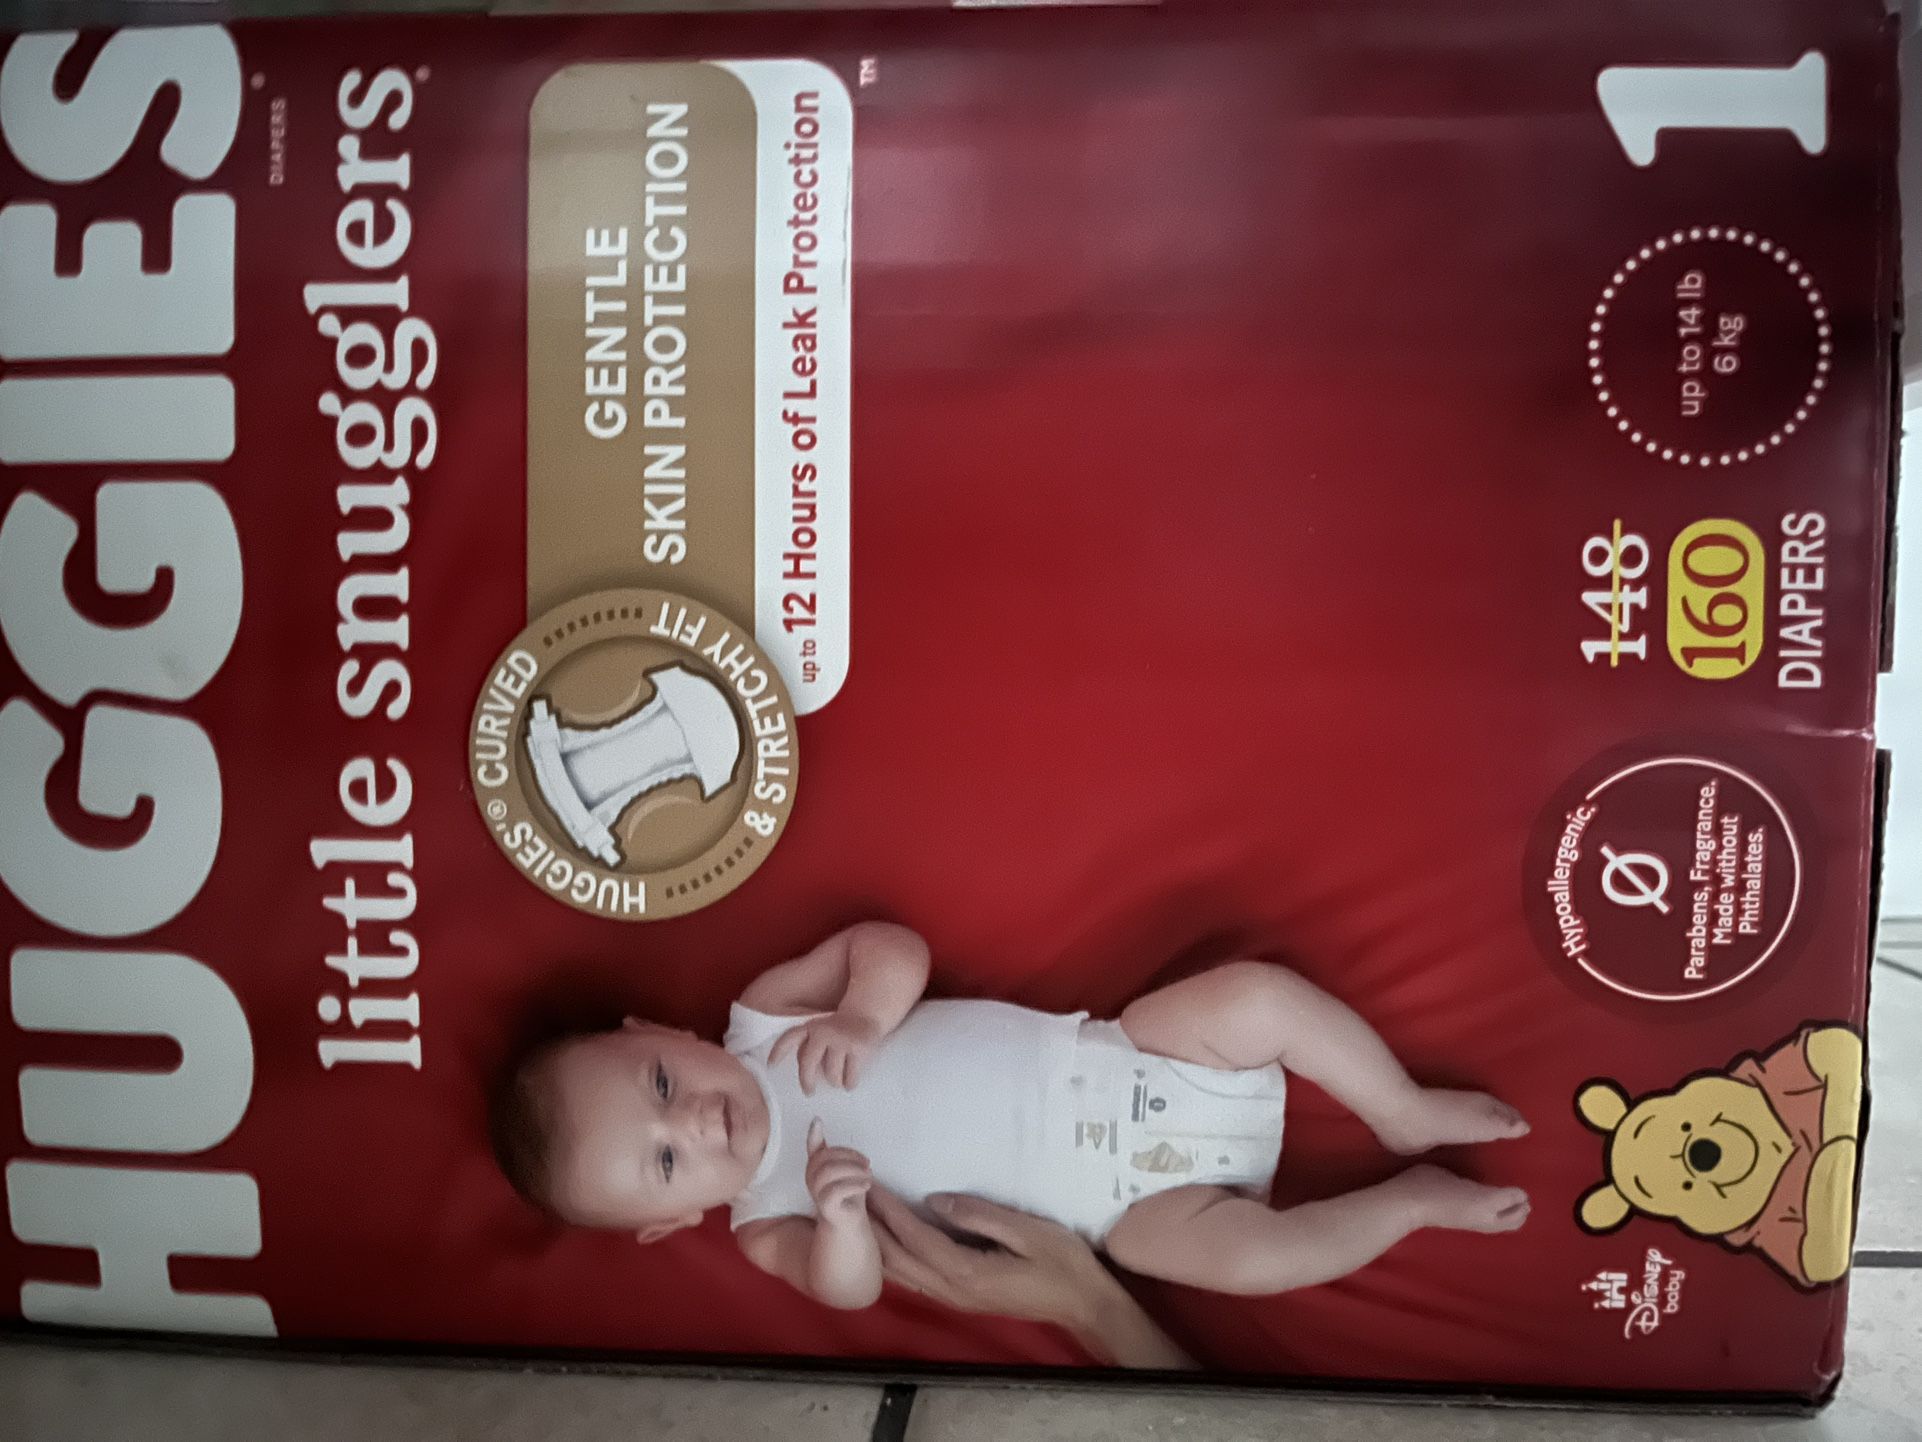 HUGGIES®
DIAPERS
little snugglers®
HUGGIES'® CURVED
& STRETCHY FIT
GENTLE
SKIN PROTECTION
up to 12 Hours of Leak Protection
™
Disney
baby
Hypoallergenic.
Ø
Parabens, Fragrance.
Made without
Phthalates.
148
160
DIAPERS
up to 14 lb
6 kg
1